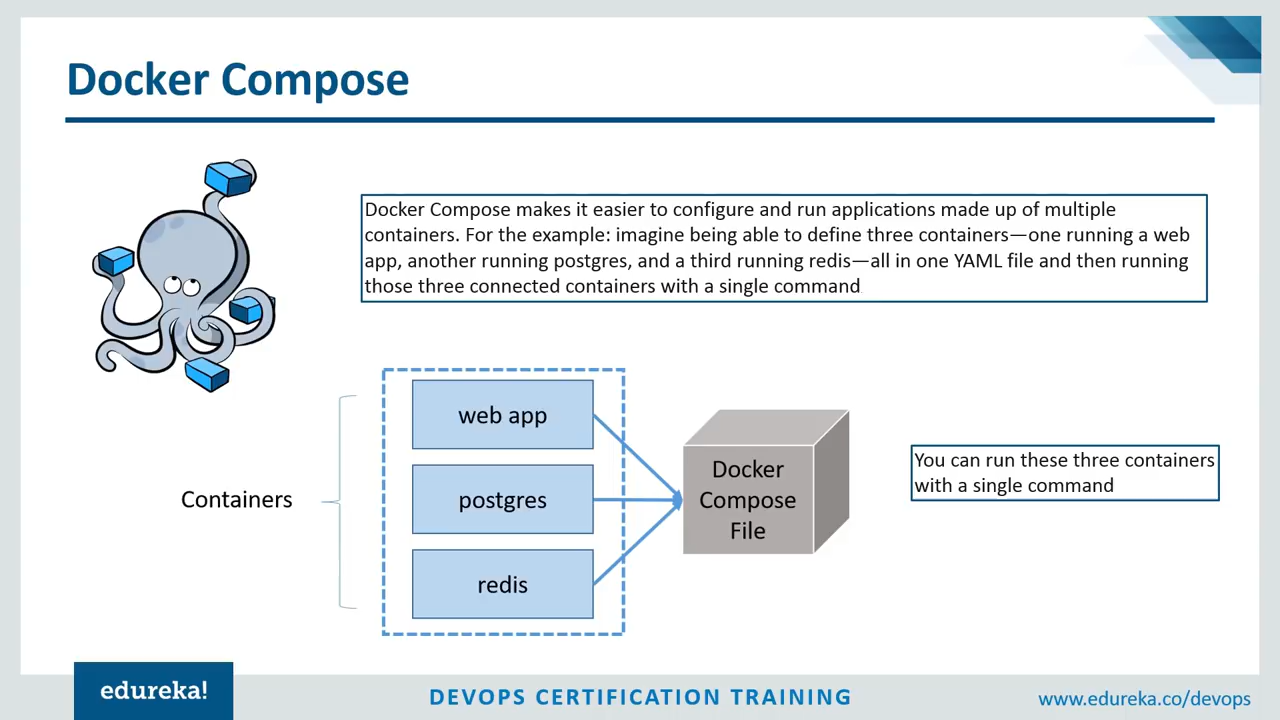 Docker Compose
Docker Compose makes it easier to configure and run applications made up of multiple
containers. For the example: imagine being able to define three containers—one running a web
app, another running postgres, and a third running redis—all in one YAML file and then running
those three connected containers with a single command
Containers
web app
postgres
redis
Docker
Compose
File
You can run these three containers
with a single command
edureka!
DEVOPS CERTIFICATION TRAINING
www.edureka.co/devops